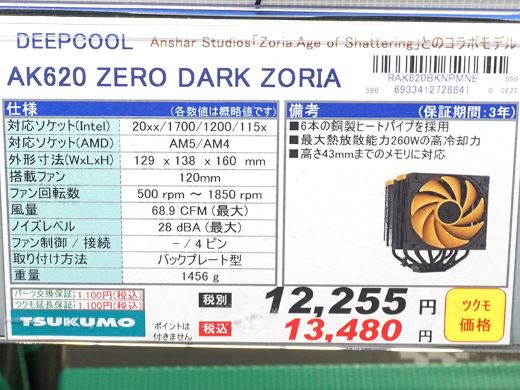 DEEPCOOL Anshar Studios「Zoria:Age of Shattering」とのコラボモデル
AK620 ZERO DARK ZORIA
RAK620BKNPMNE SSS
586 6933412728641 G 02.22
仕様 (各数値は概略値です)
対応ソケット(Intel) 20xx/1700/1200/115x
対応ソケット(AMD) AM5/AM4
外形寸法(WxLxH) 129 x 138 x 160 mm
搭載ファン 120mm
ファン回転数 500 rpm ～ 1850 rpm
風量 68.9 CFM (最大)
ノイズレベル 28 dBA (最大)
ファン制御 / 接続 - / 4 ピン
取り付け方法 バックプレート型
重量 1456 g
備考 (保証期間:3年)
■6本の銅製ヒートパイプを採用
■最大熱放散能力260Wの高冷却力
■高さ43mmまでのメモリに対応
パーツ交換保証:1,100円(税込)
ツクモ延長保証:1,100円(税込)
TSUKUMO
ポイントは
付きません
税別 12,255 円
税込 13,480 円
ツクモ
価格